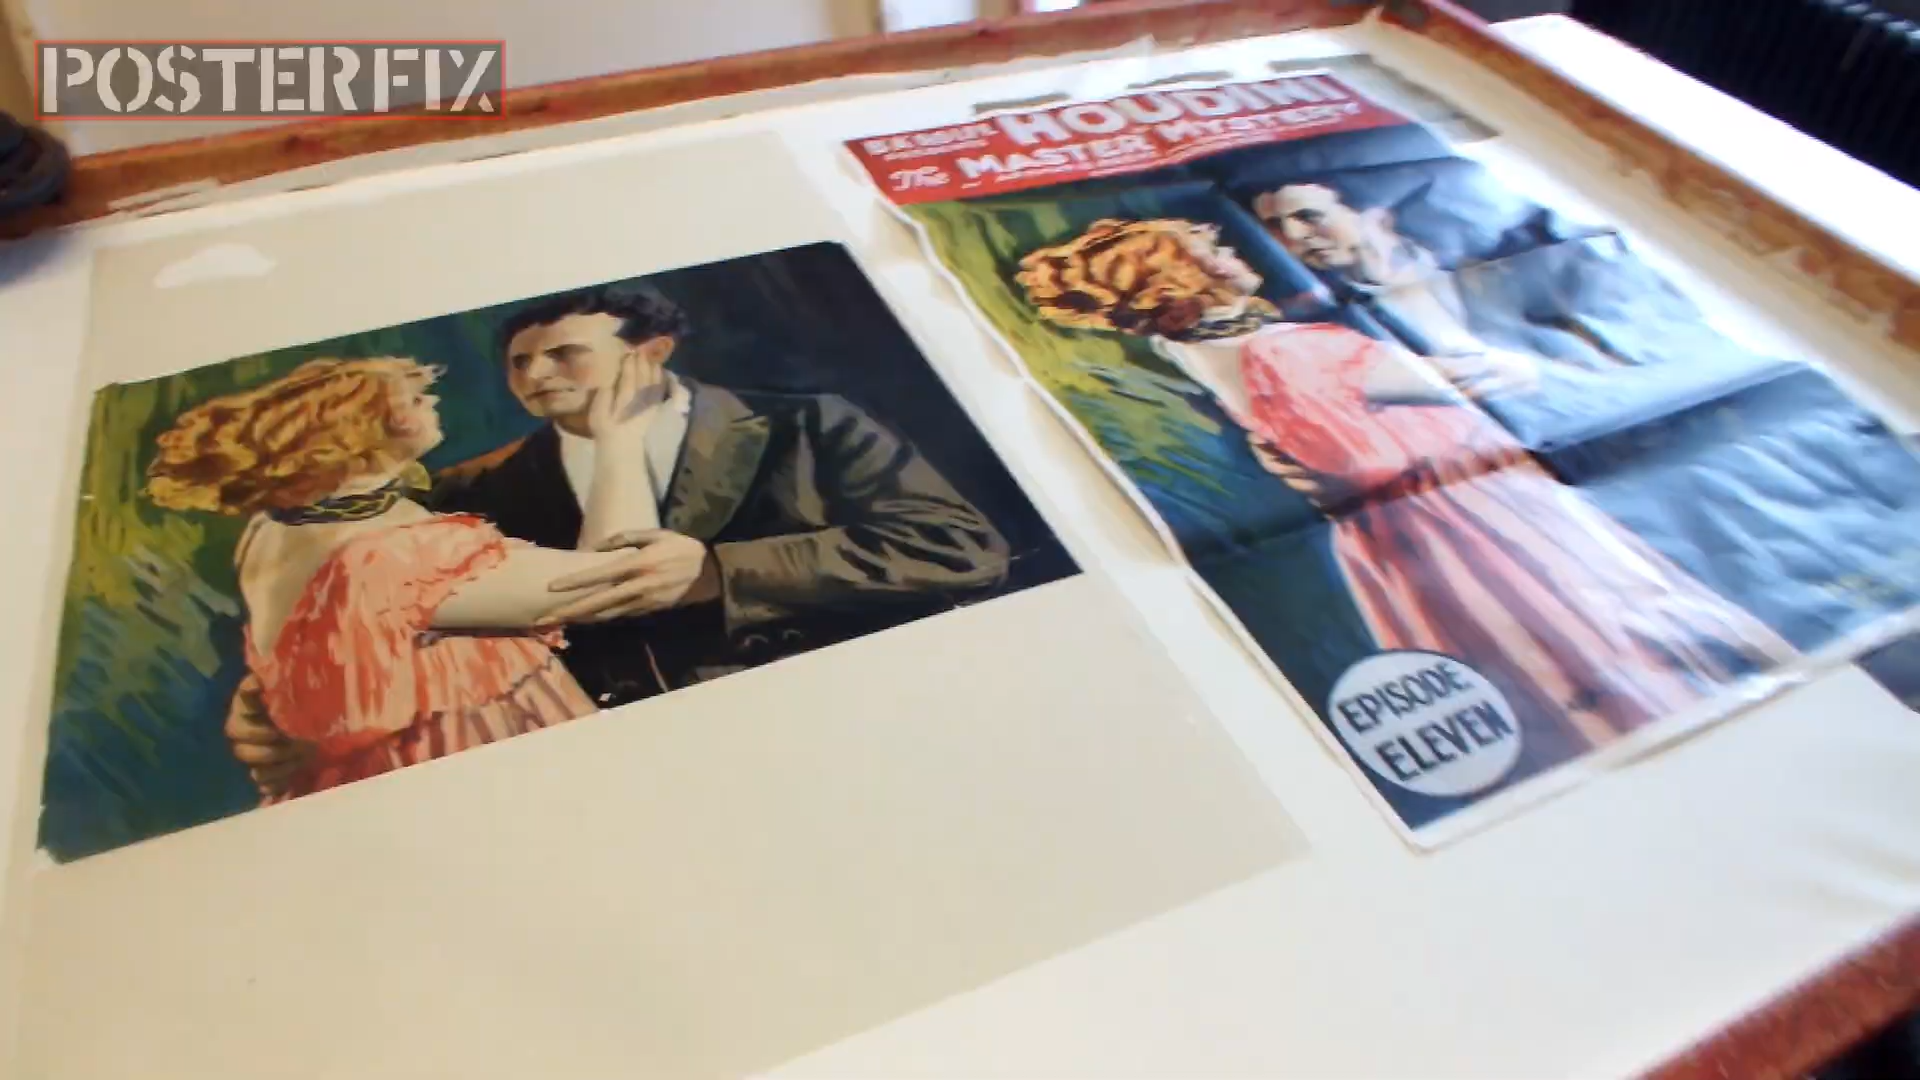 POSTERFIX
HOUDINI
The MASTER MYSTERY
EPISODE
ELEVEN